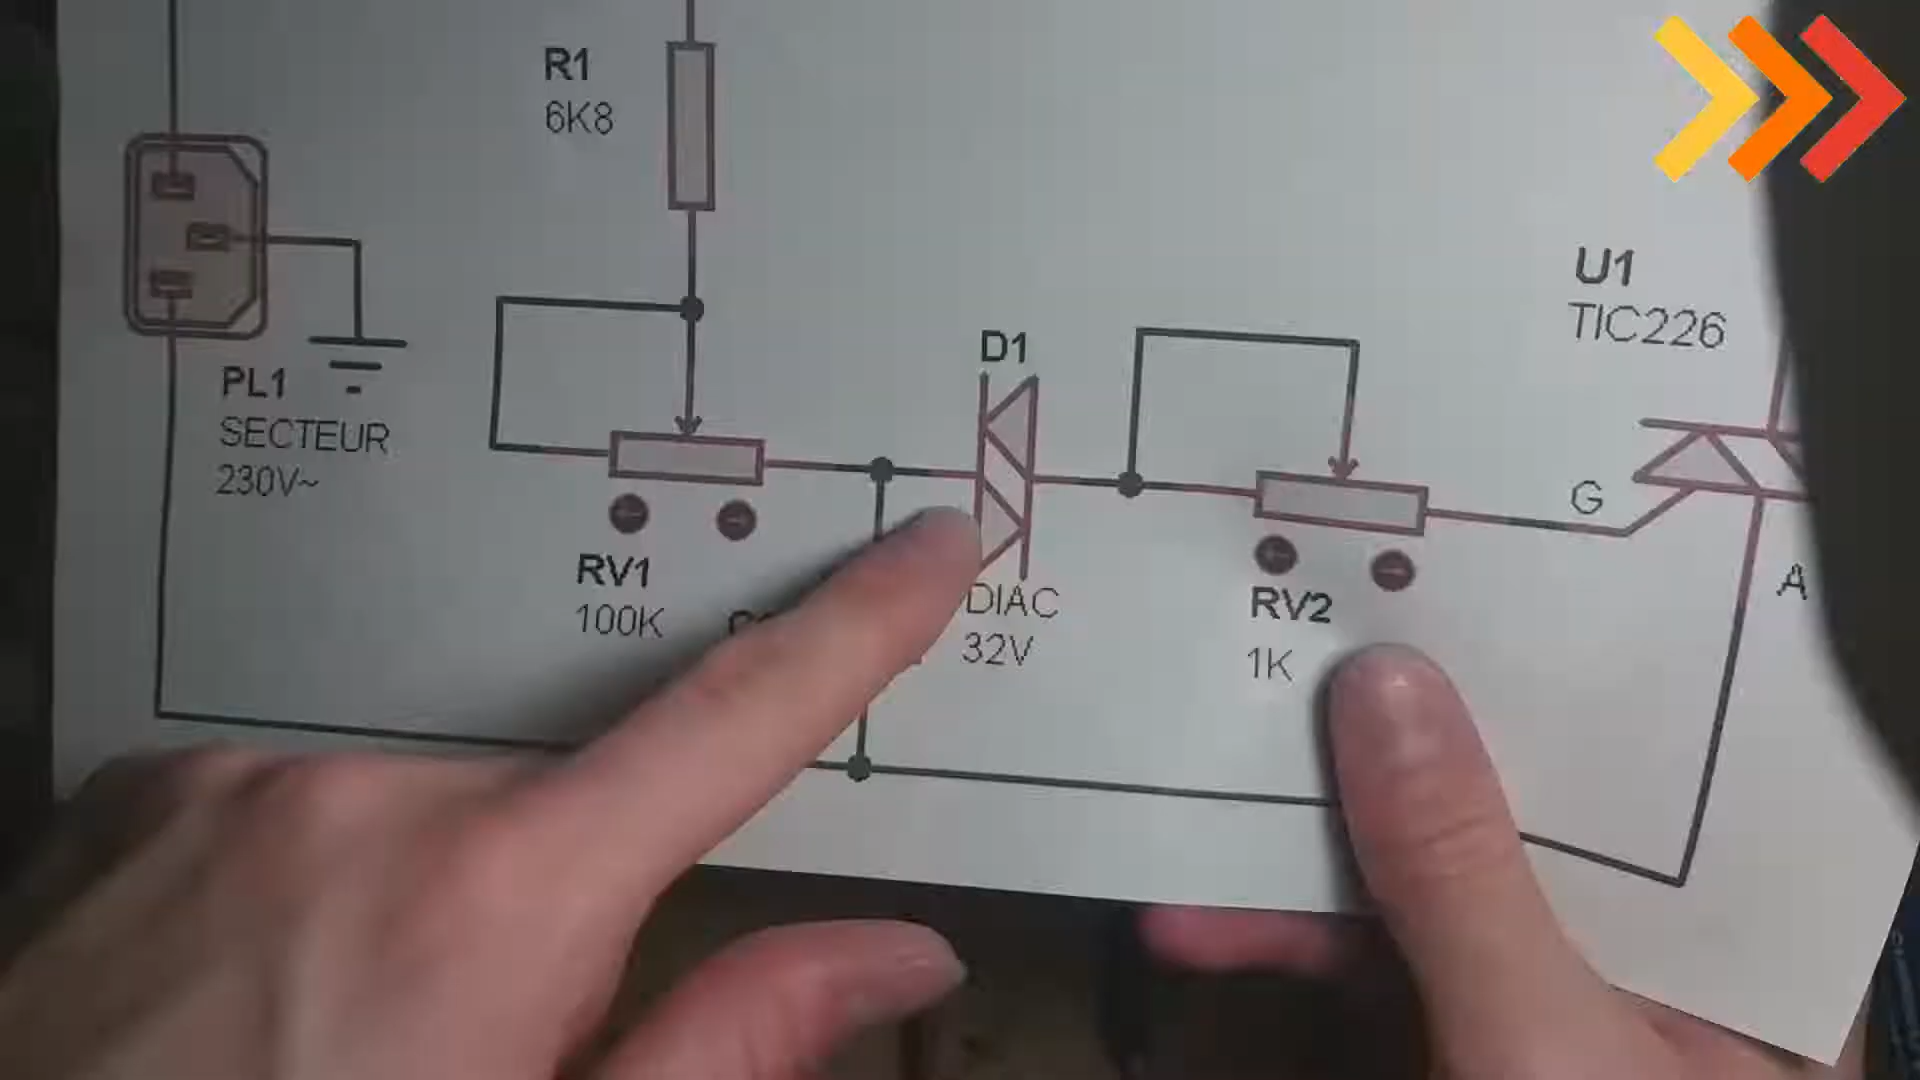 R1
6K8
U1
TIC226
D1
PL1
SECTEUR
230V~
G
A
RV1
100K
DIAC
32V
RV2
1K